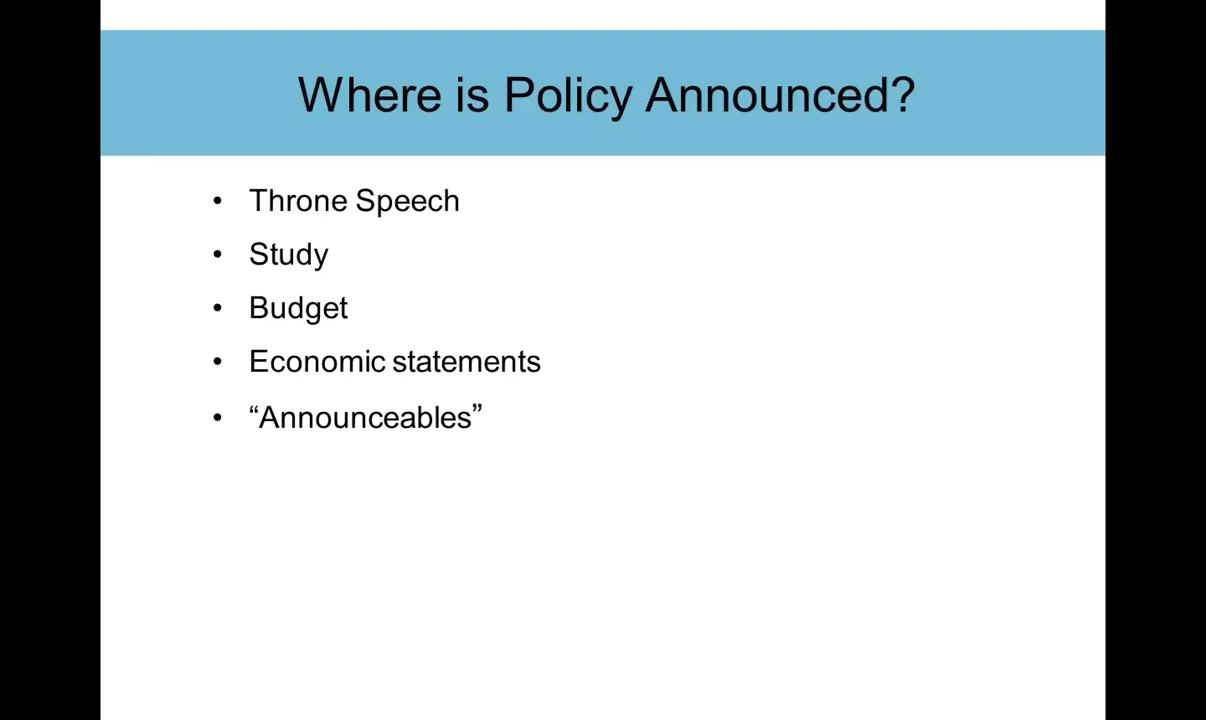 Where is Policy Announced?
• Throne Speech
• Study
• Budget
• Economic statements
• “Announceables”